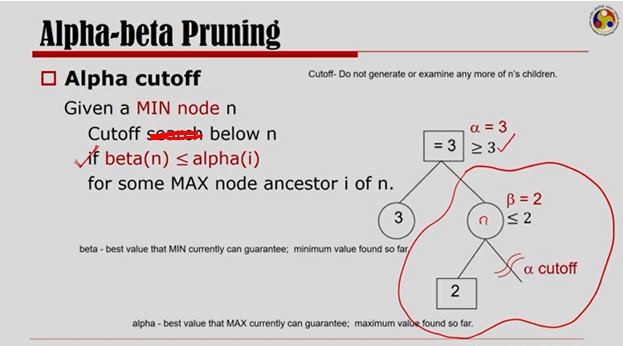 Alpha-beta Pruning
Alpha cutoff
Cutoff- Do not generate or examine any more of n's children.
Given a MIN node n
Cutoff search below n
if beta(n) ≤ alpha(i)
for some MAX node ancestor i of n.
α = 3
= 3
≥ 3
β = 2
3
n
≤ 2
beta - best value that MIN currently can guarantee; minimum value found so far.
α cutoff
2
alpha - best value that MAX currently can guarantee; maximum value found so far.